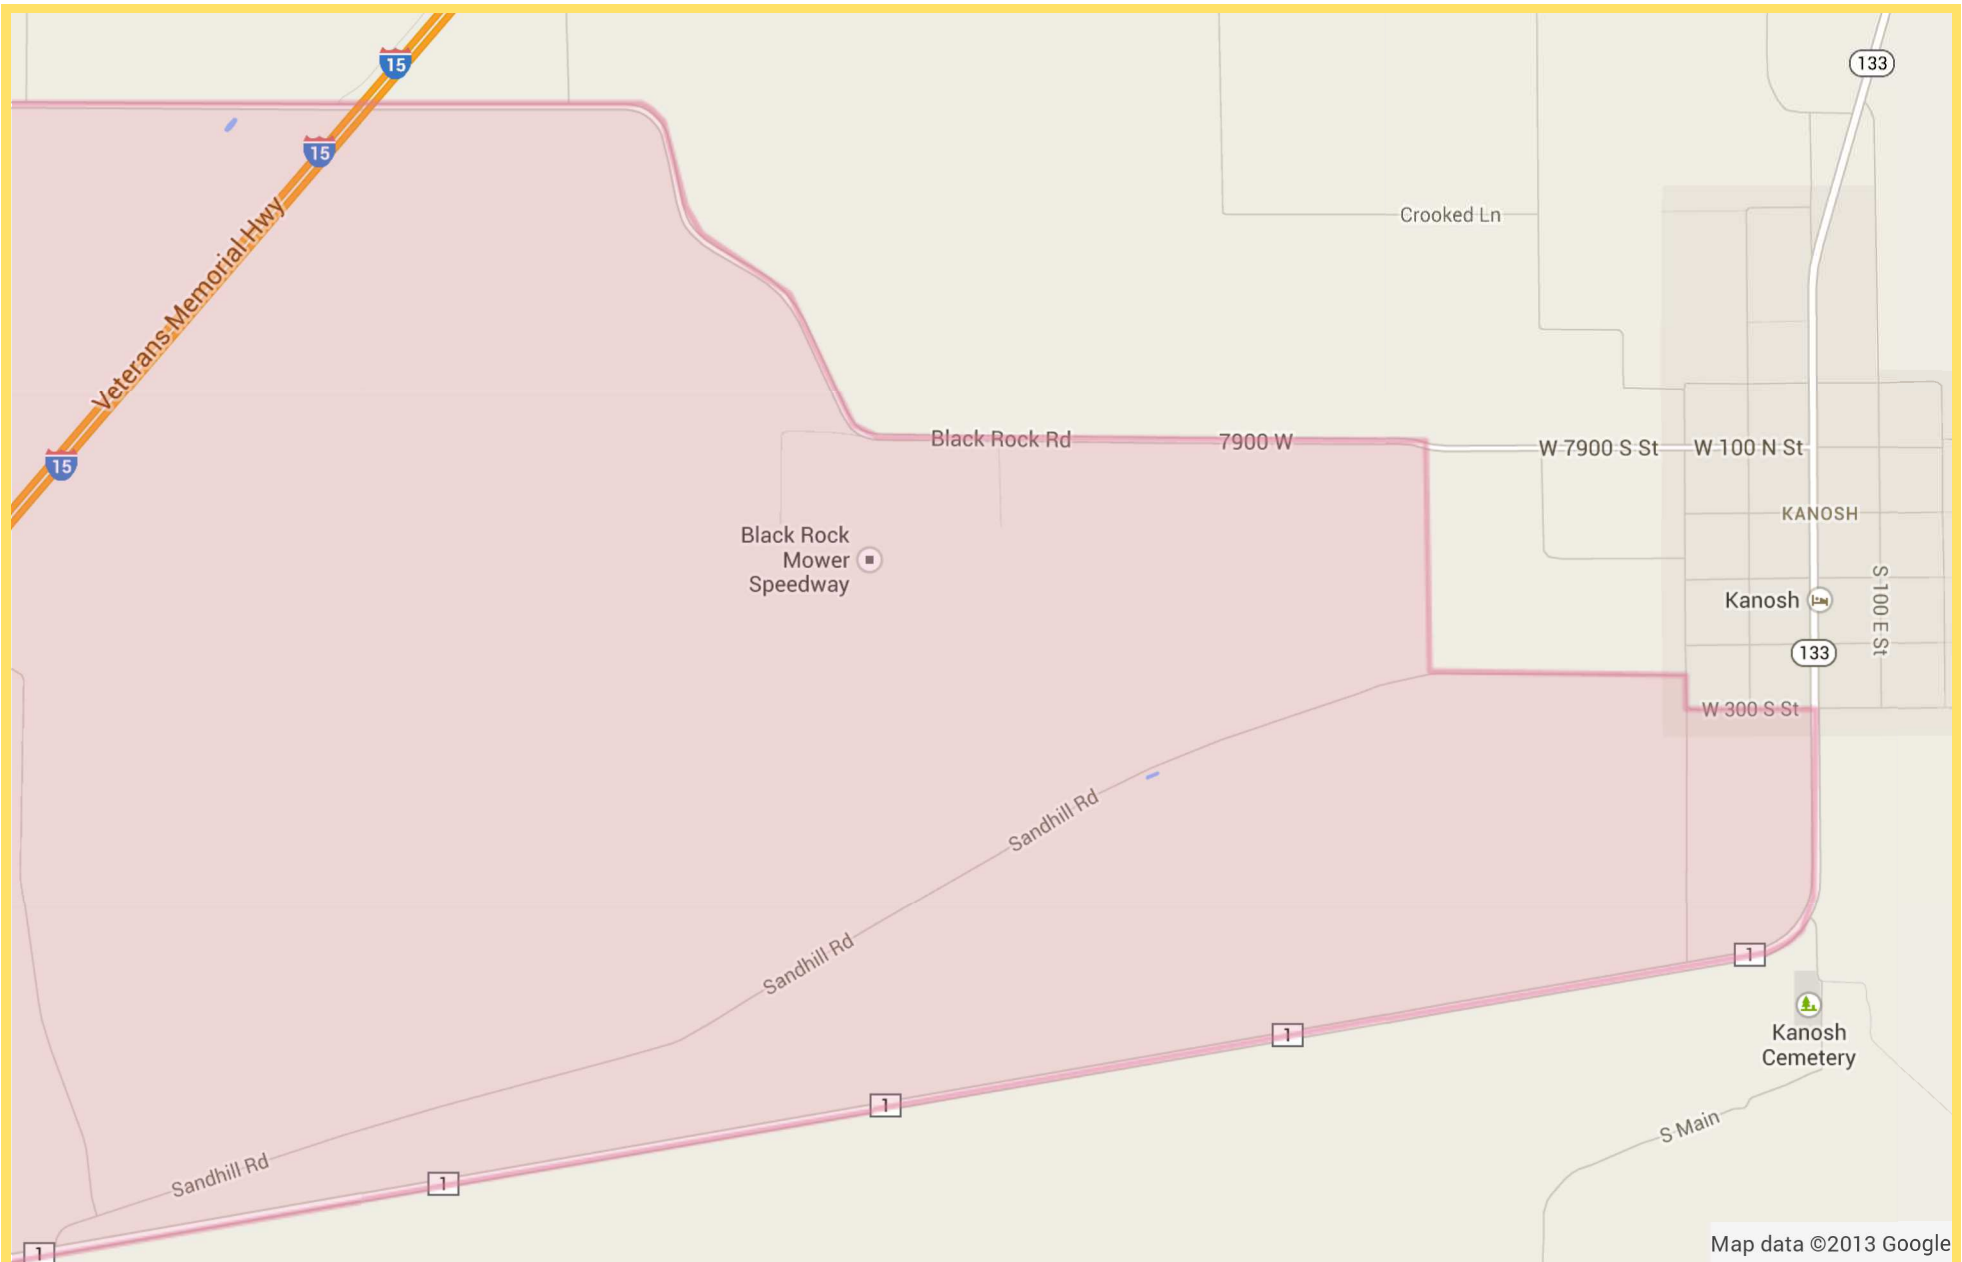 15
133
15
Veterans Memorial Hwy
Crooked Ln
Black Rock Rd
7900 W
W 7900 S St
W 100 N St
15
KANOSH
Black Rock
Mower
Speedway
Kanosh
S 100 E St
133
W 300 S St
Sandhill Rd
Sandhill Rd
1
1
Kanosh
Cemetery
1
S Main
Sandhill Rd
1
1
Map data ©2013 Google